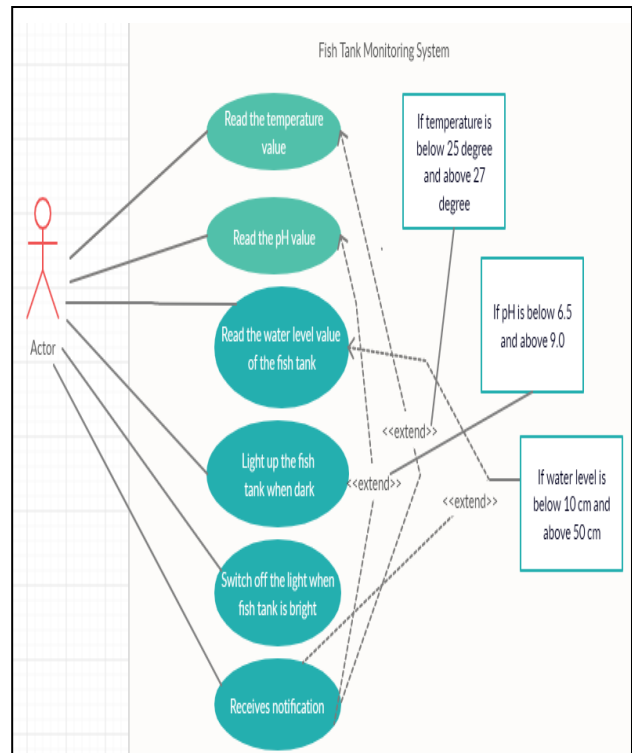 Fish Tank Monitoring System
Read the temperature
value
If temperature is
below 25 degree
and above 27
degree
Read the pH value
If pH is below 6.5
and above 9.0
Actor
Read the water level value
of the fish tank
<<extend>>
Light up the fish
tank when dark
<<extend>>
<<extend>>
If water level is
below 10 cm and
above 50 cm
Switch off the light when
fish tank is bright
Receives notification